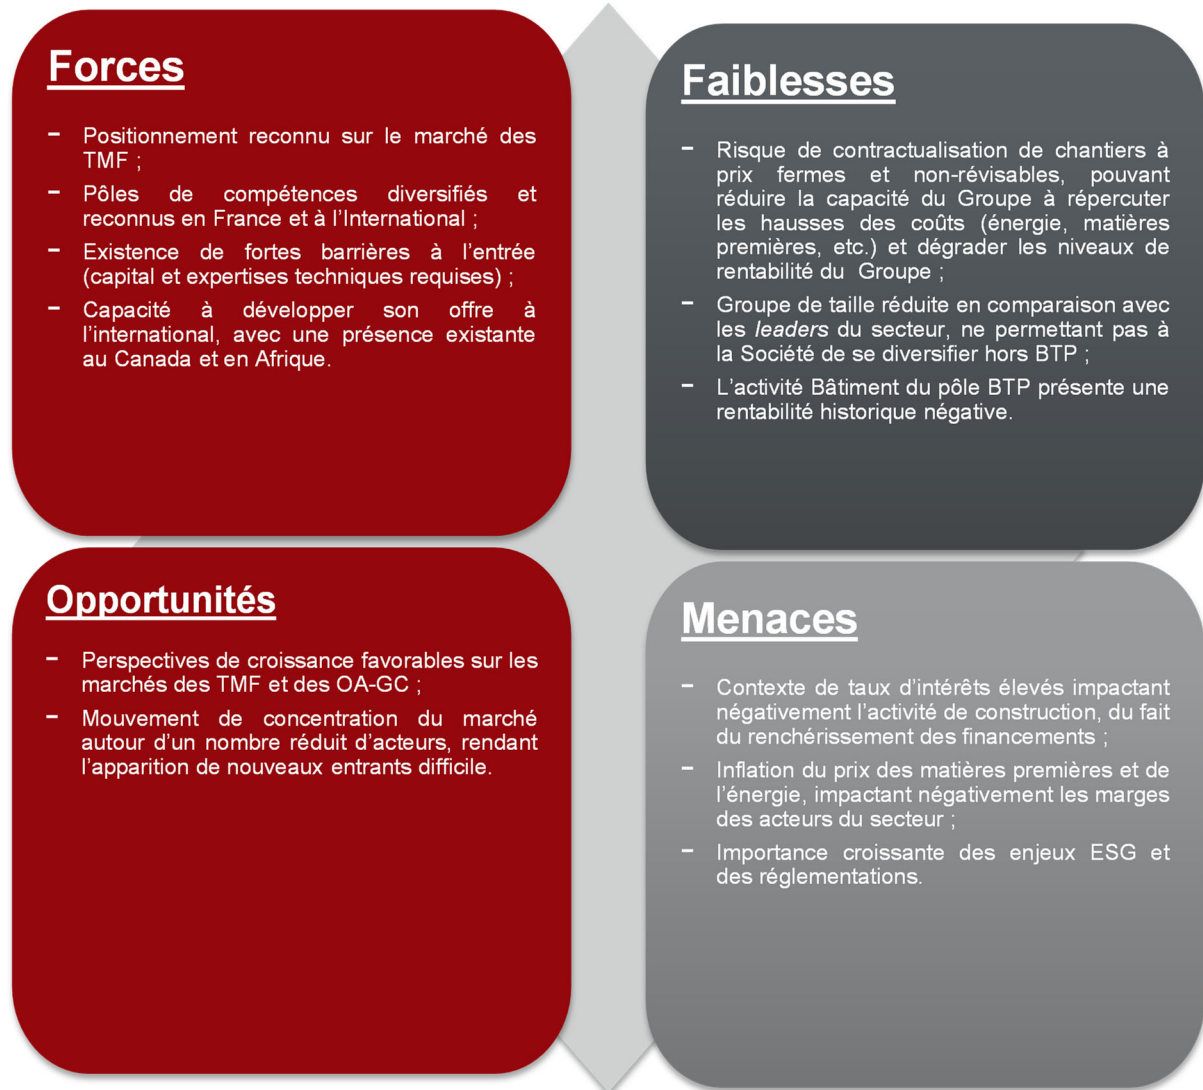 Forces
- Positionnement reconnu sur le marché des
TMF ;
- Pôles de compétences diversifiés et
reconnus en France et à l'International ;
- Existence de fortes barrières à l'entrée
(capital et expertises techniques requises) ;
- Capacité à développer son offre à
l'international, avec une présence existante
au Canada et en Afrique.
Faiblesses
- Risque de contractualisation de chantiers à
prix fermes et non-révisables, pouvant
réduire la capacité du Groupe à répercuter
les hausses des coûts (énergie, matières
premières, etc.) et dégrader les niveaux de
rentabilité du Groupe ;
- Groupe de taille réduite en comparaison avec
les leaders du secteur, ne permettant pas à
la Société de se diversifier hors BTP ;
- L'activité Bâtiment du pôle BTP présente une
rentabilité historique négative.
Opportunités
- Perspectives de croissance favorables sur les
marchés des TMF et des OA-GC ;
- Mouvement de concentration du marché
autour d'un nombre réduit d'acteurs, rendant
l'apparition de nouveaux entrants difficile.
Menaces
- Contexte de taux d'intérêts élevés impactant
négativement l'activité de construction, du fait
du renchérissement des financements ;
- Inflation du prix des matières premières et de
l'énergie, impactant négativement les marges
des acteurs du secteur ;
- Importance croissante des enjeux ESG et
des réglementations.